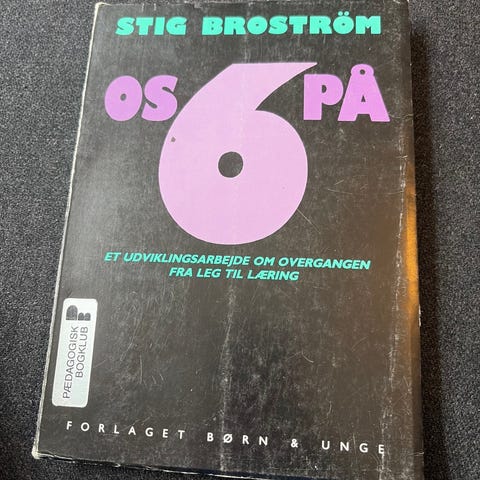 STIG BROSTRÖM
OS 6 PÅ
ET UDVIKLINGSARBEJDE OM OVERGANGEN
FRA LEG TIL LÆRING
PÆDAGOGISK
BOGKLUB
FORLAGET BØRN & UNGE